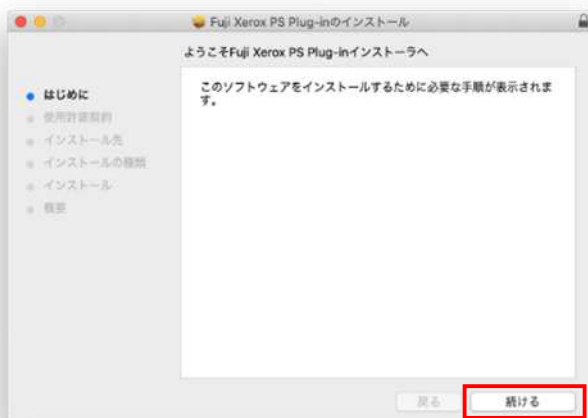 Fuji Xerox PS Plug-inのインストール
ようこそFuji Xerox PS Plug-inインストーラへ
はじめに
使用許諾契約
インストール先
インストールの種類
インストール
概要
このソフトウェアをインストールするために必要な手順が表示されま
す。
戻る
続ける